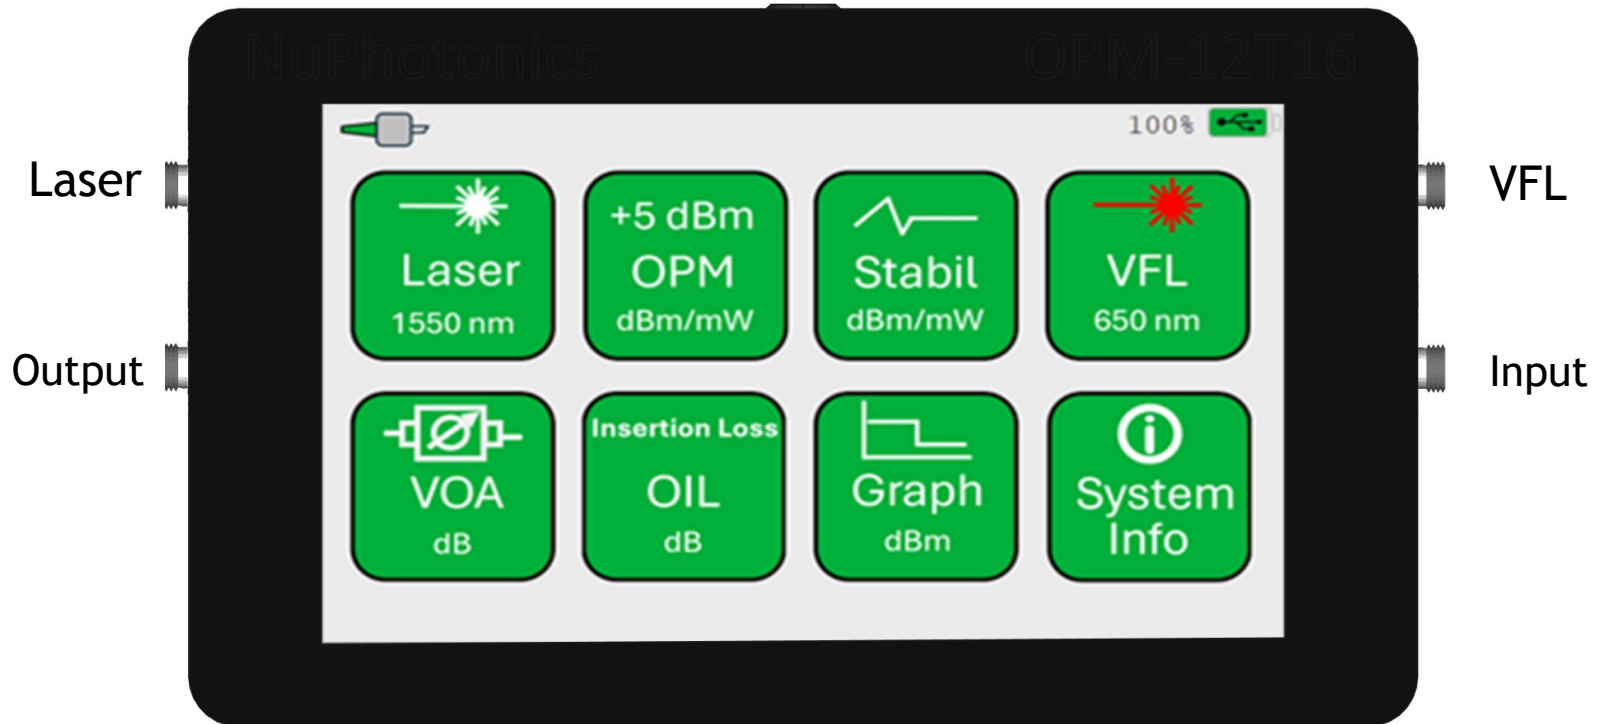 NuPhotonics OPM-12T16
100%
Laser
VFL
Output
Input
Laser
1550 nm
+5 dBm
OPM
dBm/mW
Stabil
dBm/mW
VFL
650 nm
VOA
dB
Insertion Loss
OIL
dB
Graph
dBm
System
Info